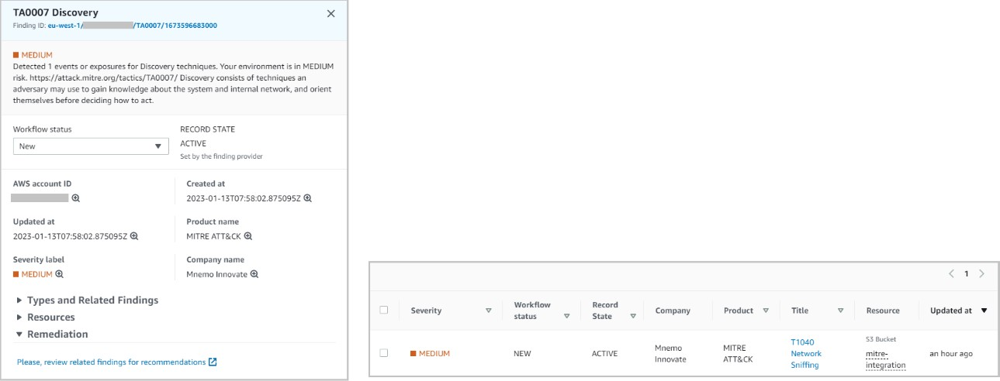 TA0007 Discovery
Finding ID: eu-west-1/ /TA0007/1673596683000
MEDIUM
Detected 1 events or exposures for Discovery techniques. Your environment is in MEDIUM
risk. https://attack.mitre.org/tactics/TA0007/ Discovery consists of techniques an
adversary may use to gain knowledge about the system and internal network, and orient
themselves before deciding how to act.
Workflow status
New
RECORD STATE
ACTIVE
Set by the finding provider
AWS account ID
Created at
2023-01-13T07:58:02.875095Z
Updated at
2023-01-13T07:58:02.875095Z
Product name
MITRE ATT&CK
Severity label
MEDIUM
Company name
Mnemo Innovate
Types and Related Findings
Resources
Remediation
Please, review related findings for recommendations
1
Severity
Workflow
status
Record
State
Company
Product
Title
Resource
Updated at
MEDIUM
NEW
ACTIVE
Mnemo
Innovate
MITRE
ATT&CK
T1040
Network
Sniffing
S3 Bucket
mitre-
integration
an hour ago